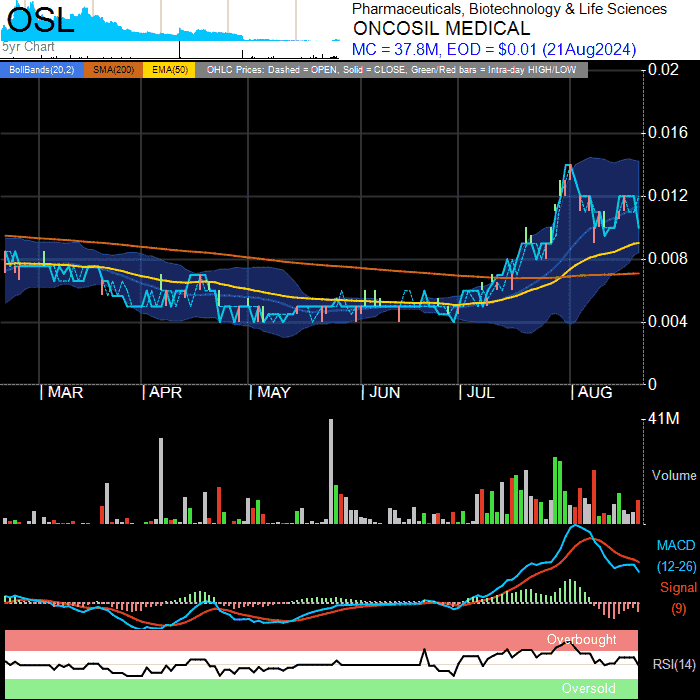 OSL
5yr Chart
Pharmaceuticals, Biotechnology & Life Sciences
ONCOSIL MEDICAL
MC = 37.8M, EOD = $0.01 (21Aug2024)
BollBands(20,2) SMA(200) EMA(50) OHLC Prices: Dashed = OPEN, Solid = CLOSE, Green/Red bars = Intra-day HIGH/LOW
0.02
0.016
0.012
0.008
0.004
0
| MAR | APR | MAY | JUN | JUL | AUG
41M
Volume
MACD
(12-26)
Signal
(9)
Overbought
RSI(14)
Oversold